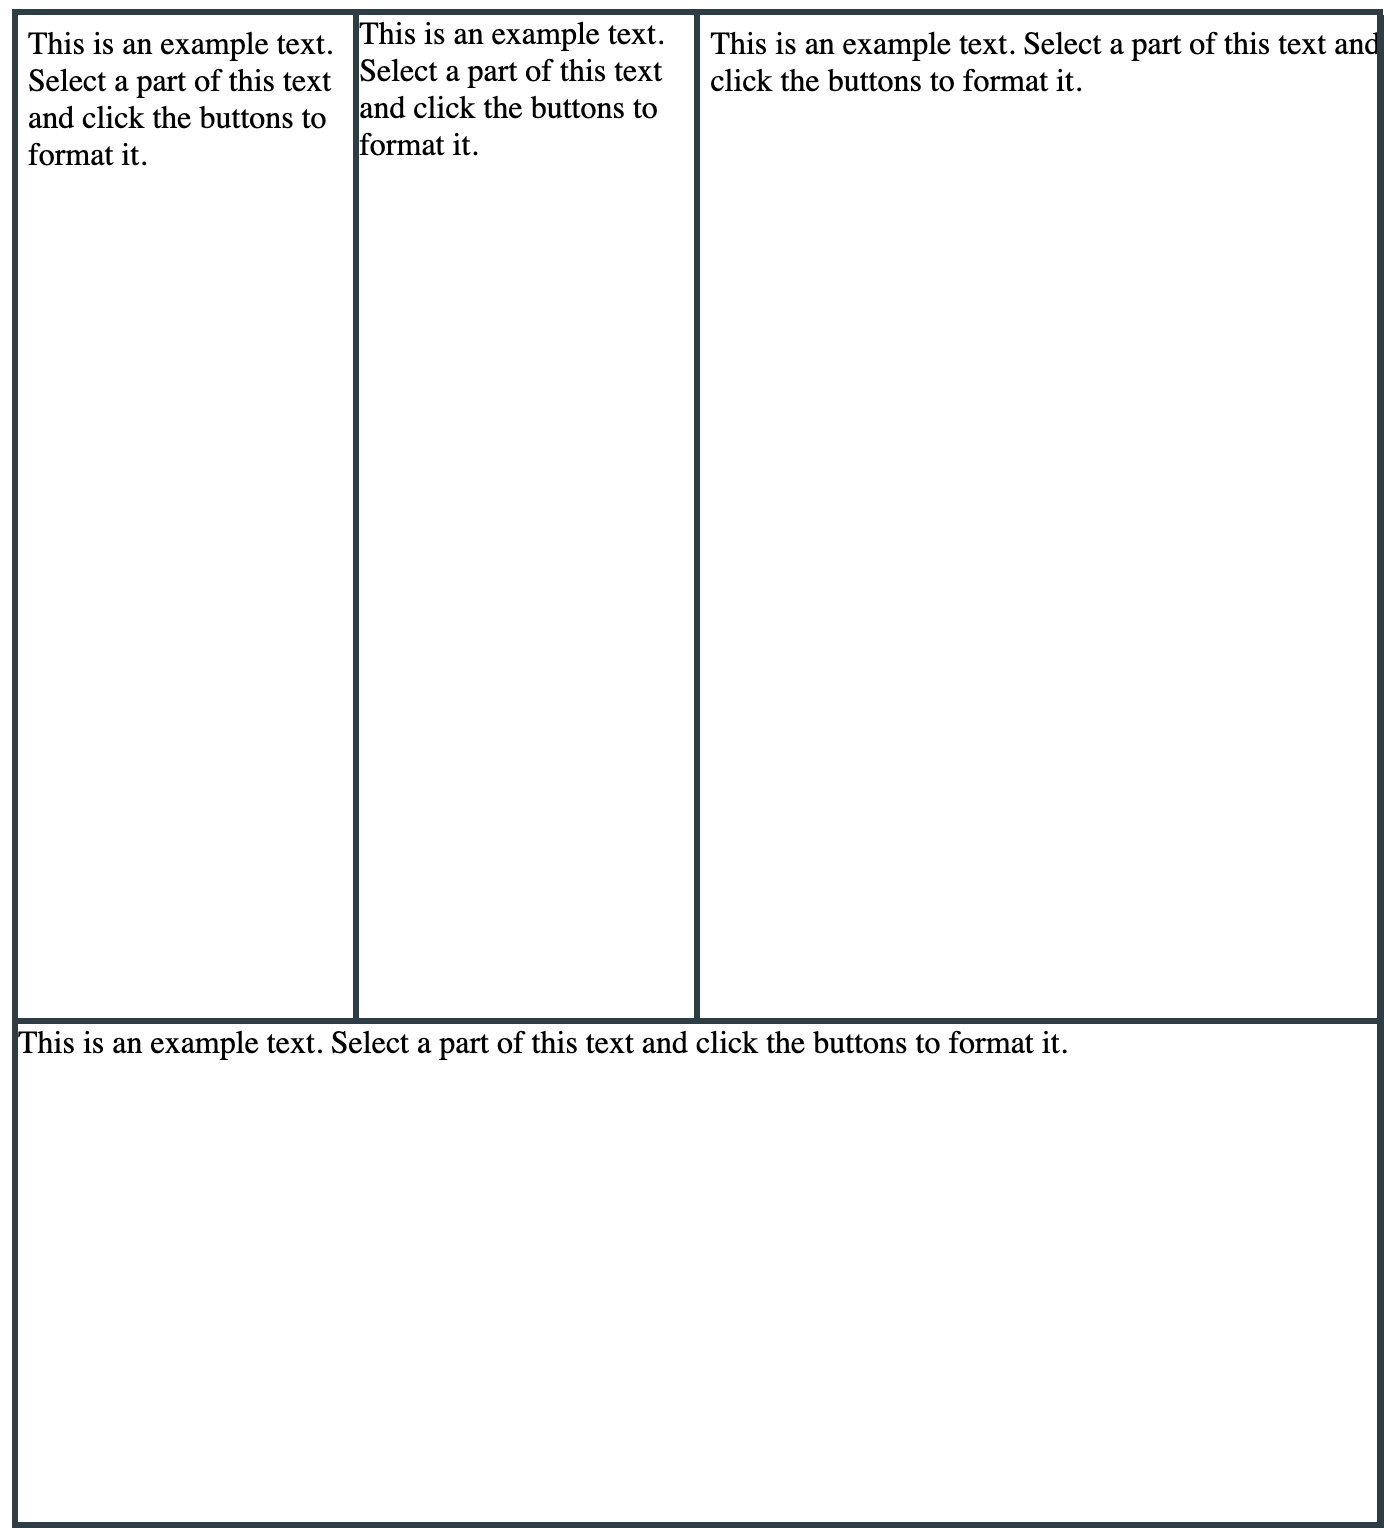 This is an example text.
Select a part of this text
and click the buttons to
format it.
This is an example text.
Select a part of this text
and click the buttons to
format it.
This is an example text. Select a part of this text and
click the buttons to format it.
This is an example text. Select a part of this text and click the buttons to format it.